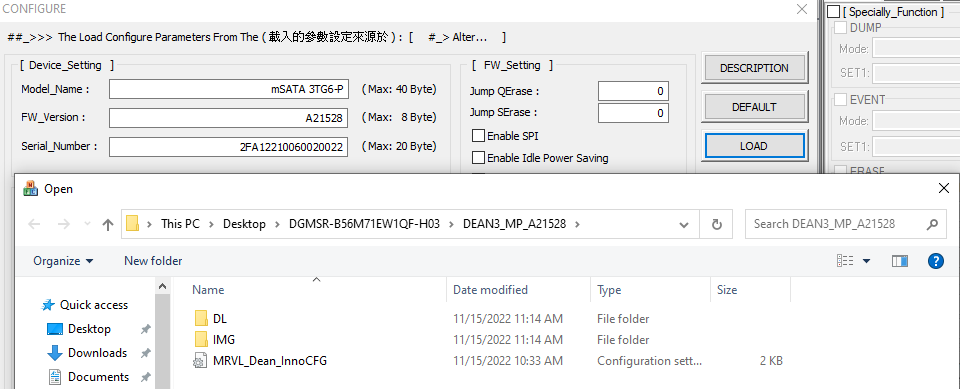 CONFIGURE
##_>>> The Load Configure Parameters From The ( 載入的參數設定來源於 ) : [ #_> Alter... ]
[ Device_Setting ]
Model_Name : mSATA 3TG6-P (Max: 40 Byte)
FW_Version : A21528 (Max: 8 Byte)
Serial_Number : 2FA12210060020022 (Max: 20 Byte)
[ FW_Setting ]
Jump QErase : 0
Jump SErase : 0
Enable SPI
Enable Idle Power Saving
DESCRIPTION
DEFAULT
LOAD
[ Specially_Function ]
DUMP
Mode:
SET1:
EVENT
Mode:
SET1:
ERASE
Open
This PC > Desktop > DGMSR-B56M71EW1QF-H03 > DEAN3_MP_A21528 >
Search DEAN3_MP_A21528
Organize
New folder
Quick access
Desktop
Downloads
Documents
Name Date modified Type Size
DL 11/15/2022 11:14 AM File folder
IMG 11/15/2022 11:14 AM File folder
MRVL_Dean_InnoCFG 11/15/2022 10:33 AM Configuration sett... 2 KB